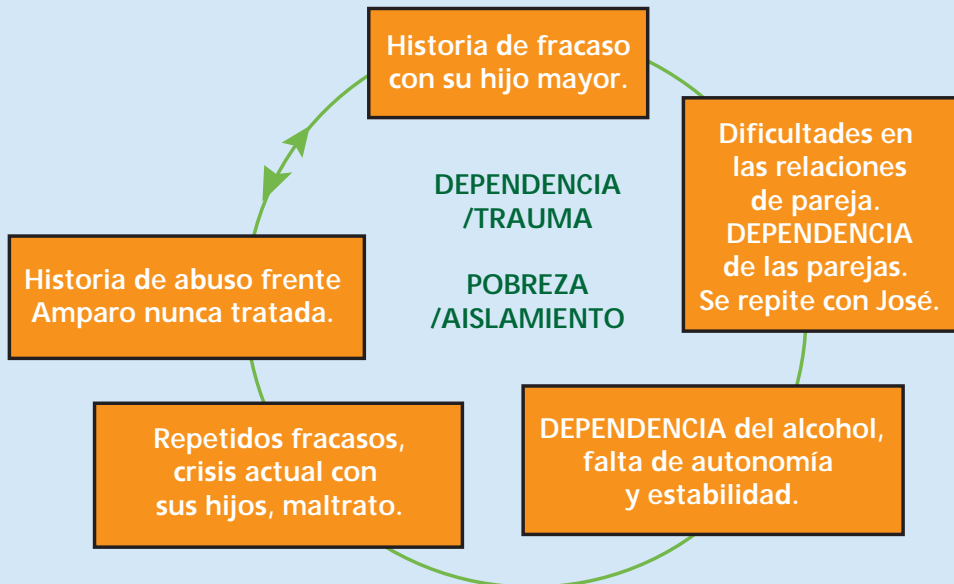 Historia de fracaso
con su hijo mayor.
Dificultades en
las relaciones
de pareja.
DEPENDENCIA
de las parejas.
Se repite con José.
DEPENDENCIA
/TRAUMA
POBREZA
/AISLAMIENTO
Historia de abuso frente
Amparo nunca tratada.
Repetidos fracasos,
crisis actual con
sus hijos, maltrato.
DEPENDENCIA del alcohol,
falta de autonomía
y estabilidad.